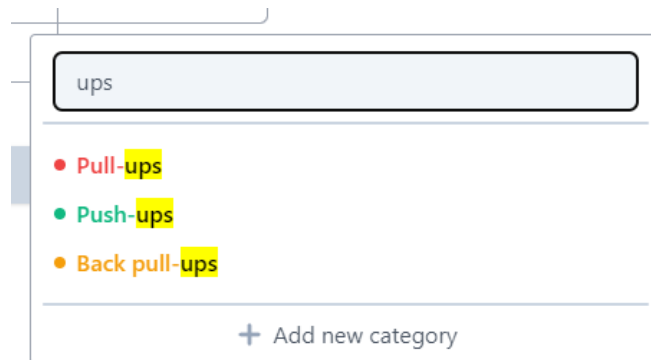 ups
Pull-ups
Push-ups
Back pull-ups
Add new category